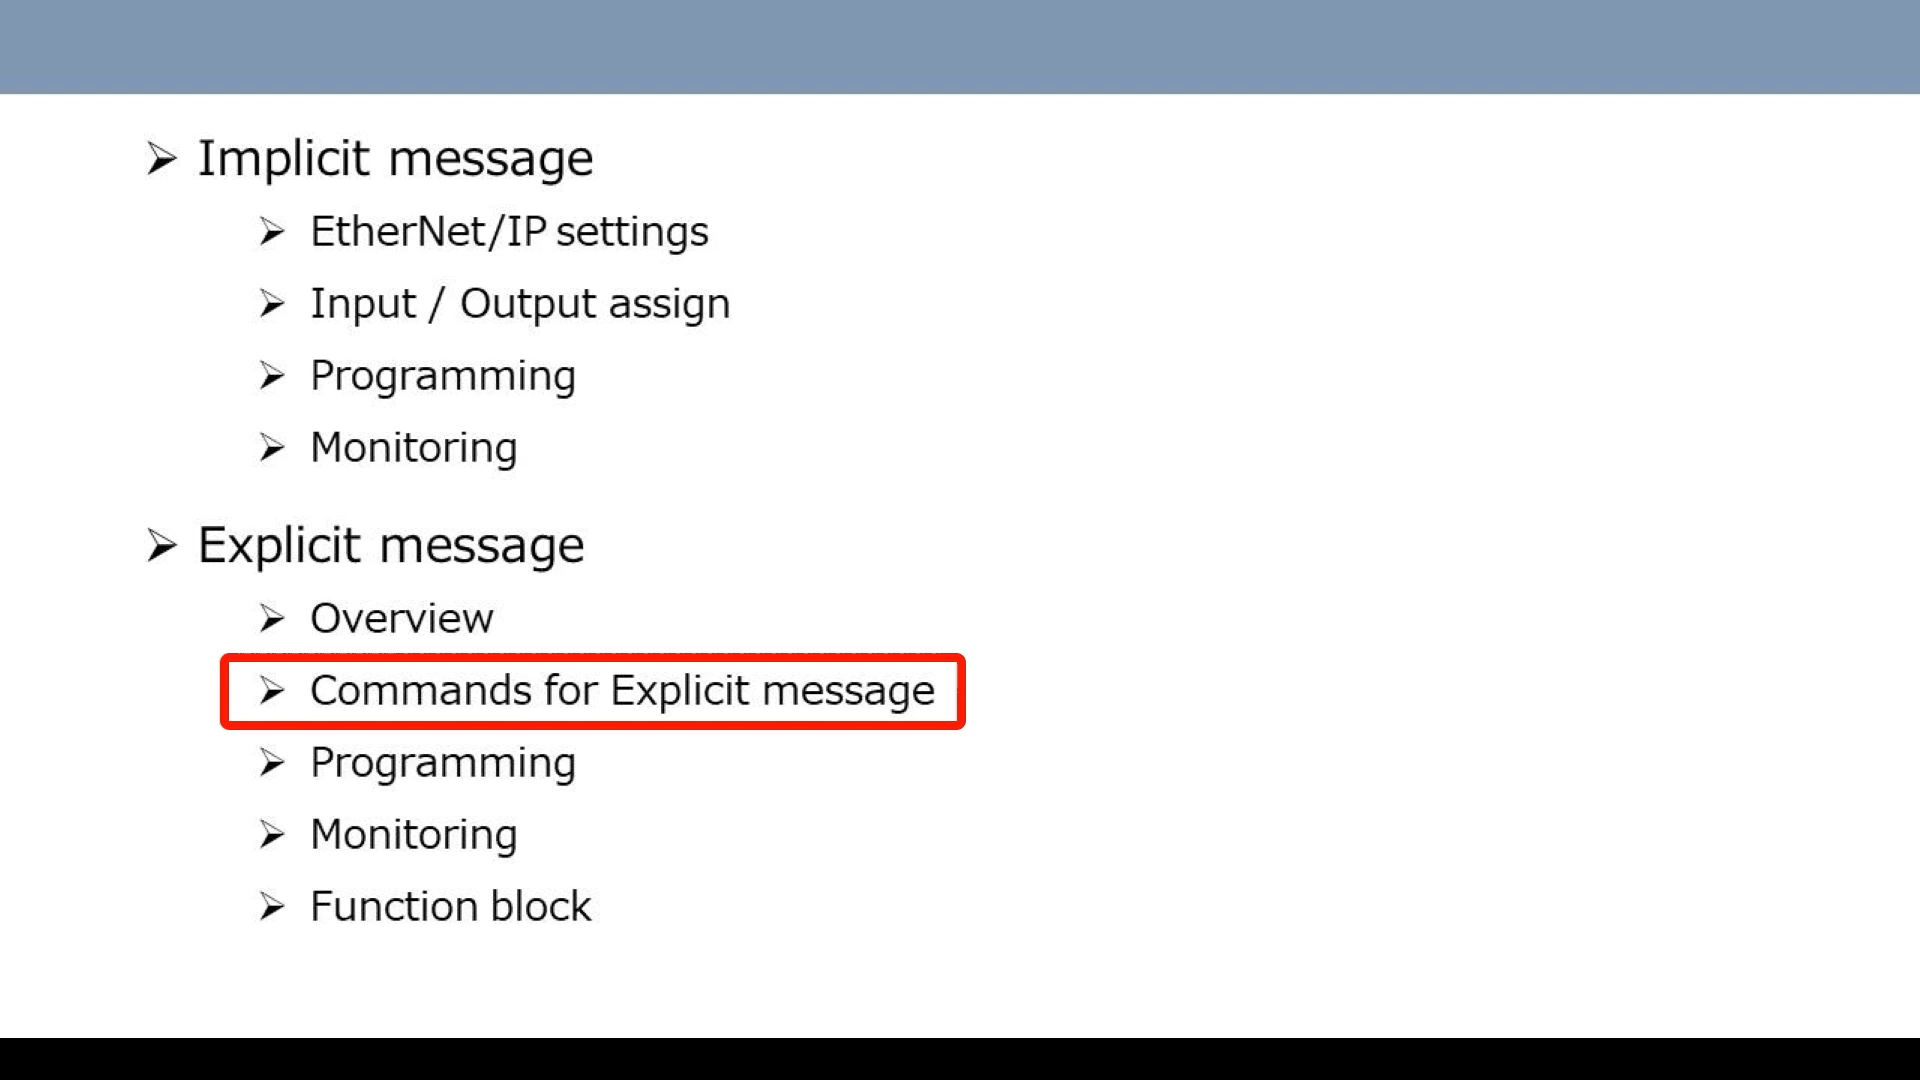 Implicit message
EtherNet/IP settings
Input / Output assign
Programming
Monitoring
Explicit message
Overview
Commands for Explicit message
Programming
Monitoring
Function block